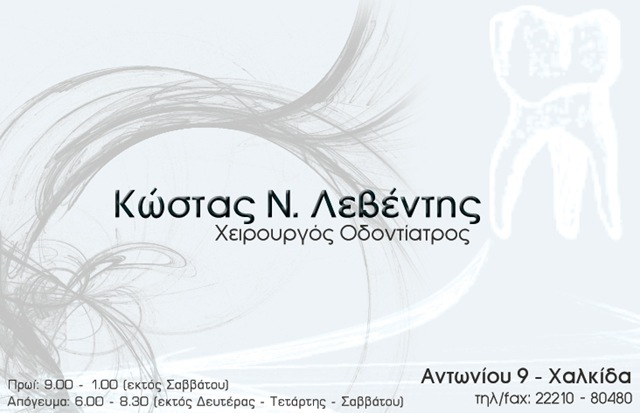 Κώστας Ν. Λεβέντης
Χειρουργός Οδοντίατρος
Αντωνίου 9 - Χαλκίδα
τηλ/fax: 22210 - 80480
Πρωί: 9.00 - 1.00 (εκτός Σαββάτου)
Απόγευμα: 6.00 - 8.30 (εκτός Δευτέρας - Τετάρτης - Σαββάτου)